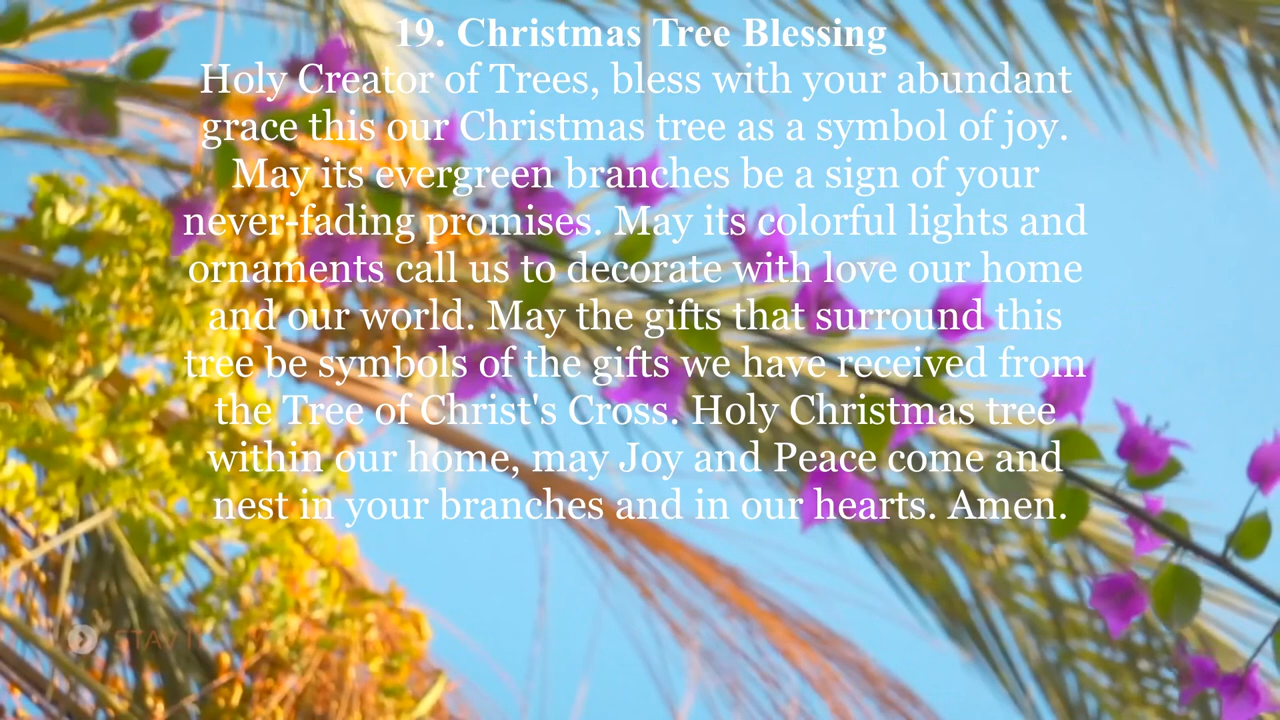 19. Christmas Tree Blessing
Holy Creator of Trees, bless with your abundant
grace this our Christmas tree as a symbol of joy.
May its evergreen branches be a sign of your
never-fading promises. May its colorful lights and
ornaments call us to decorate with love our home
and our world. May the gifts that surround this
tree be symbols of the gifts we have received from
the Tree of Christ's Cross. Holy Christmas tree
within our home, may Joy and Peace come and
nest in your branches and in our hearts. Amen.